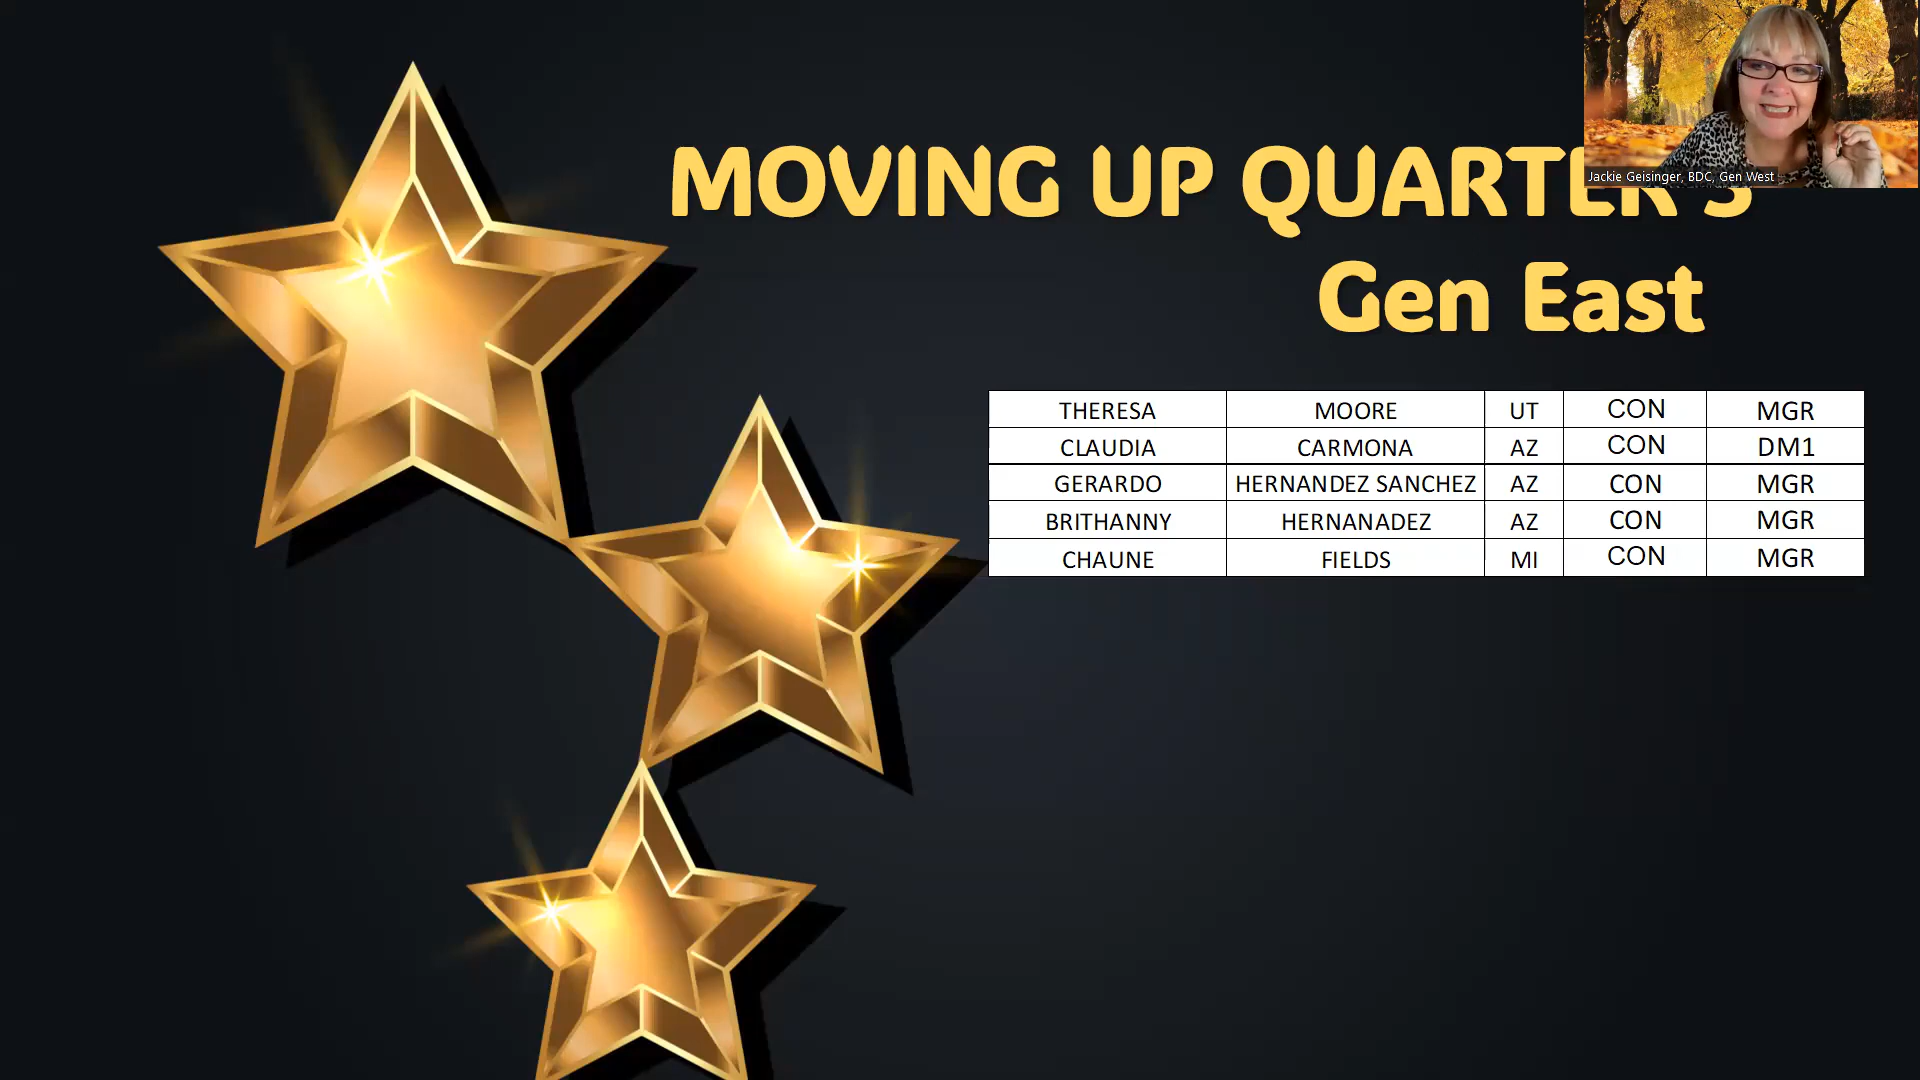 MOVING UP QUARTER'S
Gen East
Jackie Geisinger, BDC, Gen West
THERESA MOORE UT CON MGR
CLAUDIA CARMONA AZ CON DM1
GERARDO HERNANDEZ SANCHEZ AZ CON MGR
BRITHANNY HERNANADEZ AZ CON MGR
CHAUNE FIELDS MI CON MGR